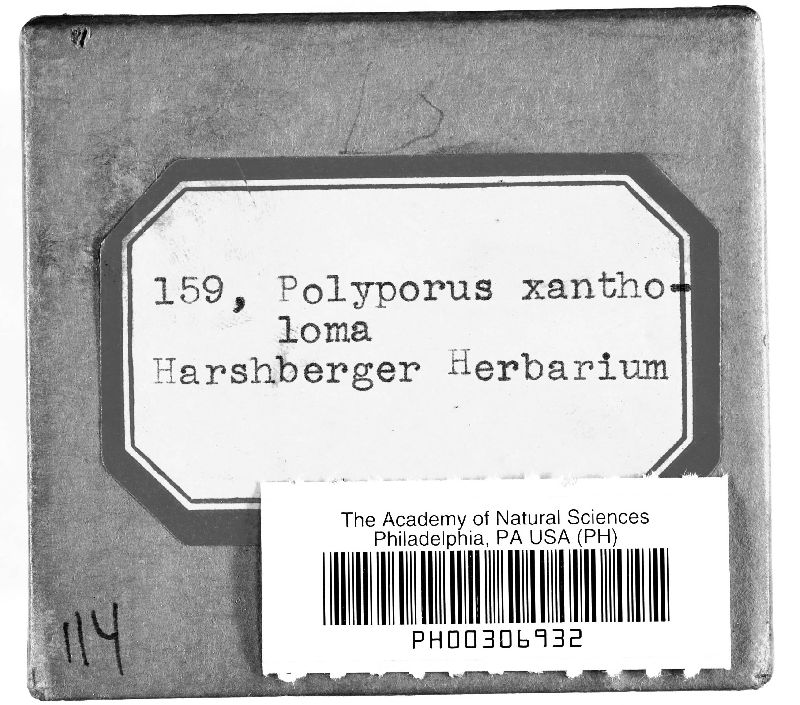 159, Polyporus xantho-
loma
Harshberger Herbarium
The Academy of Natural Sciences
Philadelphia, PA USA (PH)
PH00306932
114